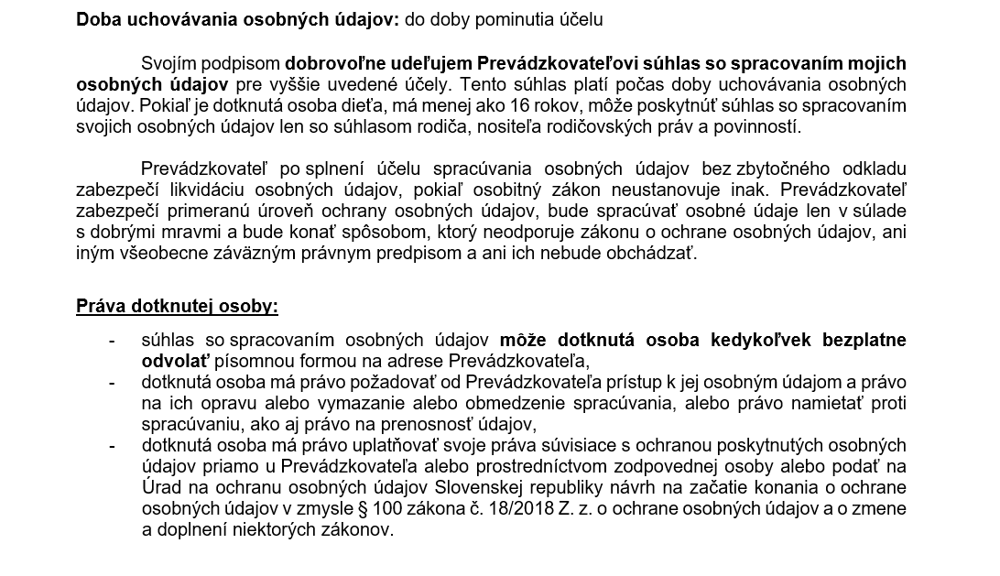 Doba uchovávania osobných údajov: do doby pominutia účelu
Svojím podpisom dobrovoľne udeľujem Prevádzkovateľovi súhlas so spracovaním mojich
osobných údajov pre vyššie uvedené účely. Tento súhlas platí počas doby uchovávania osobných
údajov. Pokiaľ je dotknutá osoba dieťa, má menej ako 16 rokov, môže poskytnúť súhlas so spracovaním
svojich osobných údajov len so súhlasom rodiča, nositeľa rodičovských práv a povinností.
Prevádzkovateľ po splnení účelu spracúvania osobných údajov bez zbytočného odkladu
zabezpečí likvidáciu osobných údajov, pokiaľ osobitný zákon neustanovuje inak. Prevádzkovateľ
zabezpečí primeranú úroveň ochrany osobných údajov, bude spracúvať osobné údaje len v súlade
s dobrými mravmi a bude konať spôsobom, ktorý neodporuje zákonu o ochrane osobných údajov, ani
iným všeobecne záväzným právnym predpisom a ani ich nebude obchádzať.
Práva dotknutej osoby:
- súhlas so spracovaním osobných údajov môže dotknutá osoba kedykoľvek bezplatne
odvolať písomnou formou na adrese Prevádzkovateľa,
- dotknutá osoba má právo požadovať od Prevádzkovateľa prístup k jej osobným údajom a právo
na ich opravu alebo vymazanie alebo obmedzenie spracúvania, alebo právo namietať proti
spracúvaniu, ako aj právo na prenosnosť údajov,
- dotknutá osoba má právo uplatňovať svoje práva súvisiace s ochranou poskytnutých osobných
údajov priamo u Prevádzkovateľa alebo prostredníctvom zodpovednej osoby alebo podať na
Úrad na ochranu osobných údajov Slovenskej republiky návrh na začatie konania o ochrane
osobných údajov v zmysle § 100 zákona č. 18/2018 Z. z. o ochrane osobných údajov a o zmene
a doplnení niektorých zákonov.